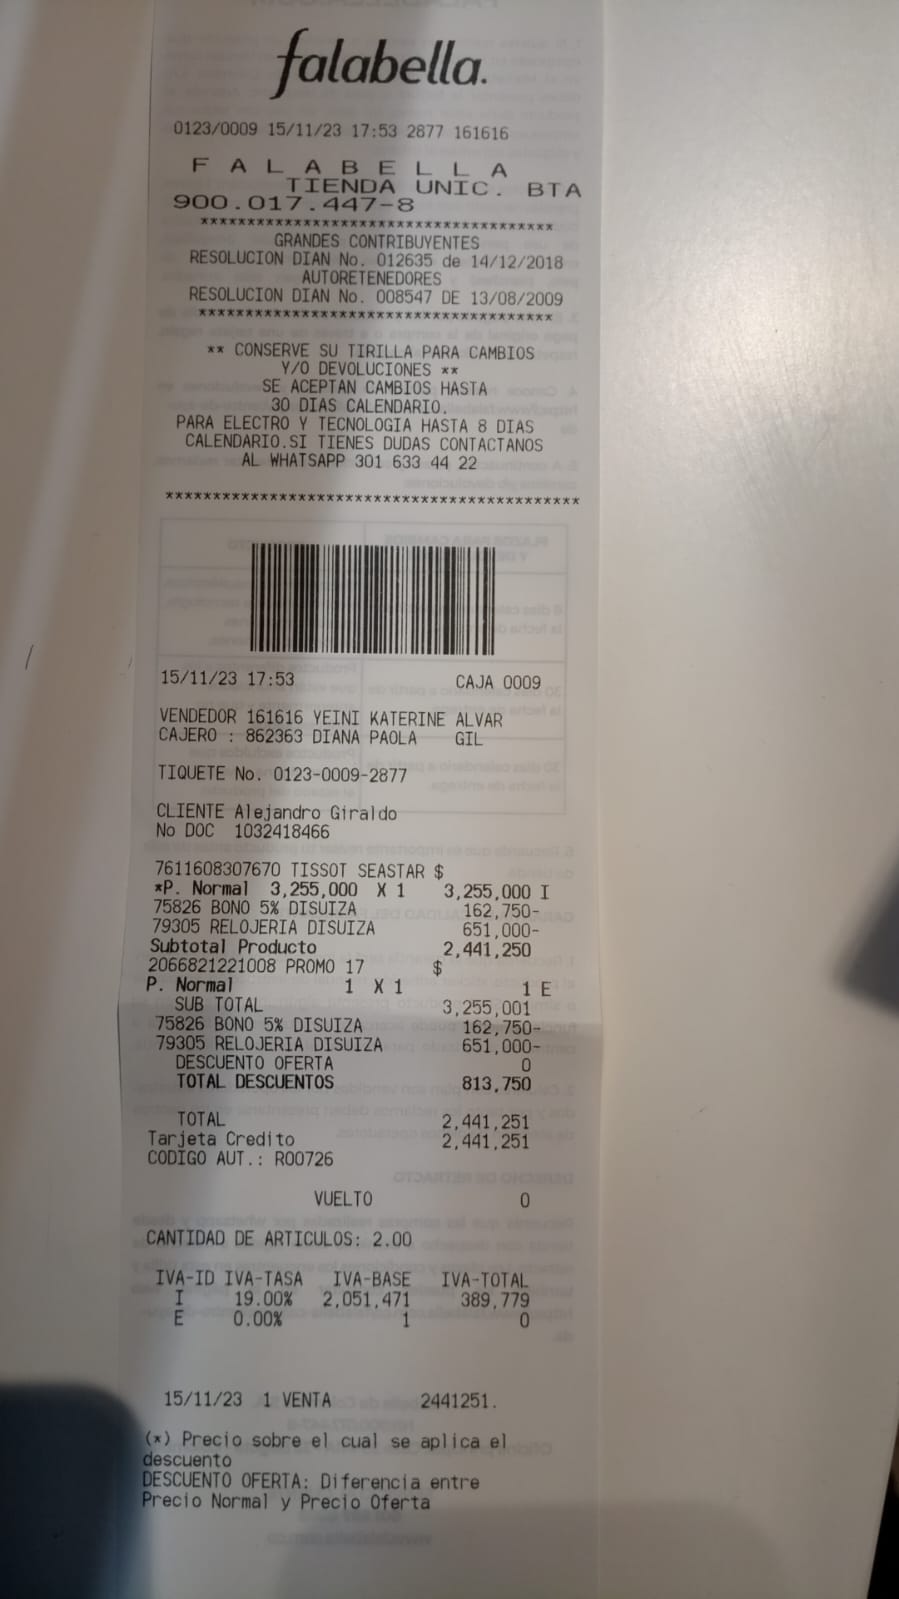 falabella.
0123/0009 15/11/23 17:53 2877 161616
F A L A B E L L A
TIENDA UNIC. BTA
900.017.447-8
****************************************
GRANDES CONTRIBUYENTES
RESOLUCION DIAN No. 012635 de 14/12/2018
AUTORETENEDORES
RESOLUCION DIAN No. 008547 DE 13/08/2009
****************************************
** CONSERVE SU TIRILLA PARA CAMBIOS
Y/O DEVOLUCIONES **
SE ACEPTAN CAMBIOS HASTA
30 DIAS CALENDARIO.
PARA ELECTRO Y TECNOLOGIA HASTA 8 DIAS
CALENDARIO.SI TIENES DUDAS CONTACTANOS
AL WHATSAPP 301 633 44 22
********************************************
15/11/23 17:53 CAJA 0009
VENDEDOR 161616 YEINI KATERINE ALVAR
CAJERO : 862363 DIANA PAOLA GIL
TIQUETE No. 0123-0009-2877
CLIENTE Alejandro Giraldo
No DOC 1032418466
7611608307670 TISSOT SEASTAR $
*P. Normal 3,255,000 X 1 3,255,000 I
75826 BONO 5% DISUIZA 162,750-
79305 RELOJERIA DISUIZA 651,000-
Subtotal Producto 2,441,250
2066821221008 PROMO 17 $
P. Normal 1 X 1 1 E
SUB TOTAL 3,255,001
75826 BONO 5% DISUIZA 162,750-
79305 RELOJERIA DISUIZA 651,000-
DESCUENTO OFERTA 0
TOTAL DESCUENTOS 813,750
TOTAL 2,441,251
Tarjeta Credito 2,441,251
CODIGO AUT.: R00726
VUELTO 0
CANTIDAD DE ARTICULOS: 2.00
IVA-ID IVA-TASA IVA-BASE IVA-TOTAL
I 19.00% 2,051,471 389,779
E 0.00% 1 0
15/11/23 1 VENTA 2441251.
(*) Precio sobre el cual se aplica el
descuento
DESCUENTO OFERTA: Diferencia entre
Precio Normal y Precio Oferta